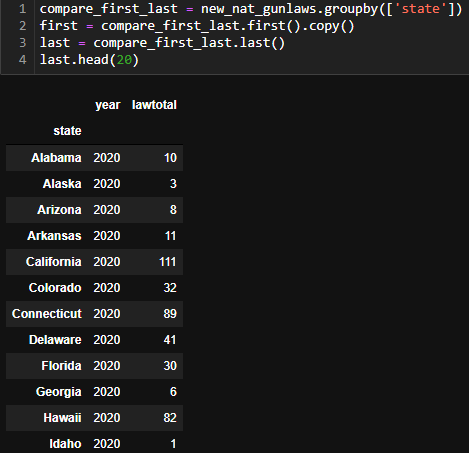 1 compare_first_last = new_nat_gunlaws.groupby(['state'])
2 first = compare_first_last.first().copy()
3 last = compare_first_last.last()
4 last.head(20)
year lawtotal
state
Alabama 2020 10
Alaska 2020 3
Arizona 2020 8
Arkansas 2020 11
California 2020 111
Colorado 2020 32
Connecticut 2020 89
Delaware 2020 41
Florida 2020 30
Georgia 2020 6
Hawaii 2020 82
Idaho 2020 1